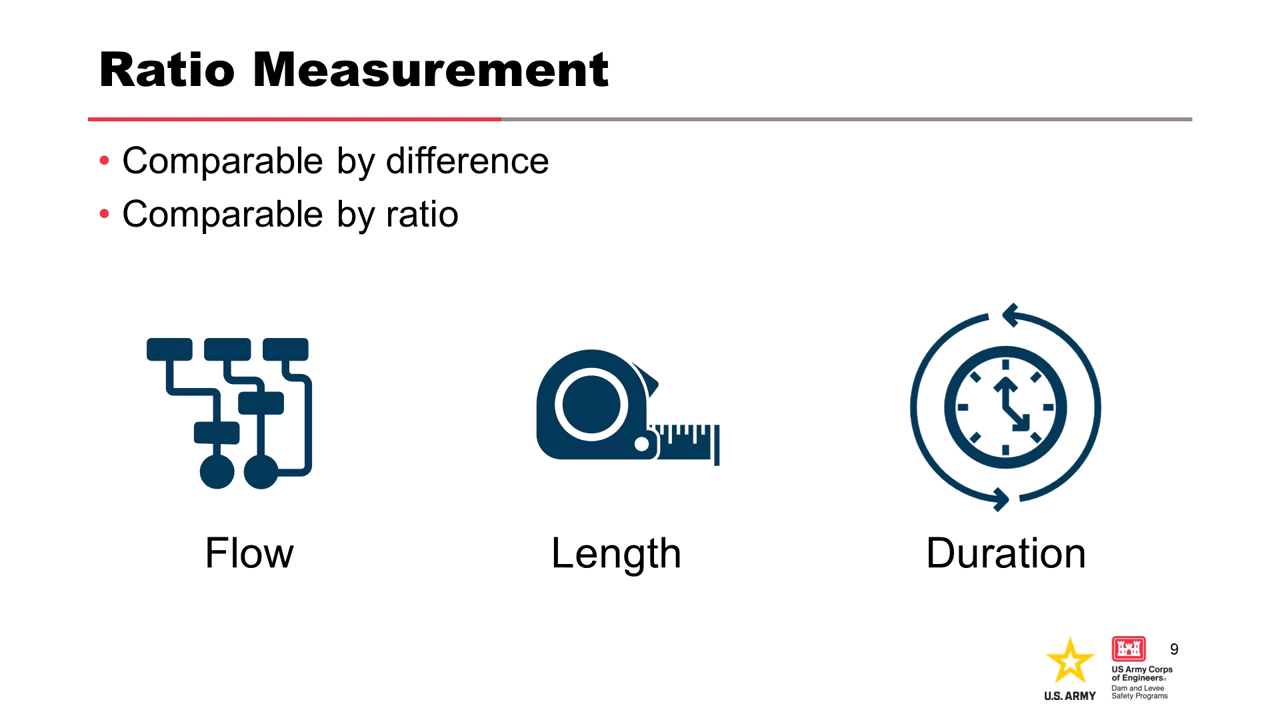 Ratio Measurement
• Comparable by difference
• Comparable by ratio
Flow
Length
Duration
9
U.S. ARMY
US Army Corps
of Engineers®
Dam and Levee
Safety Programs